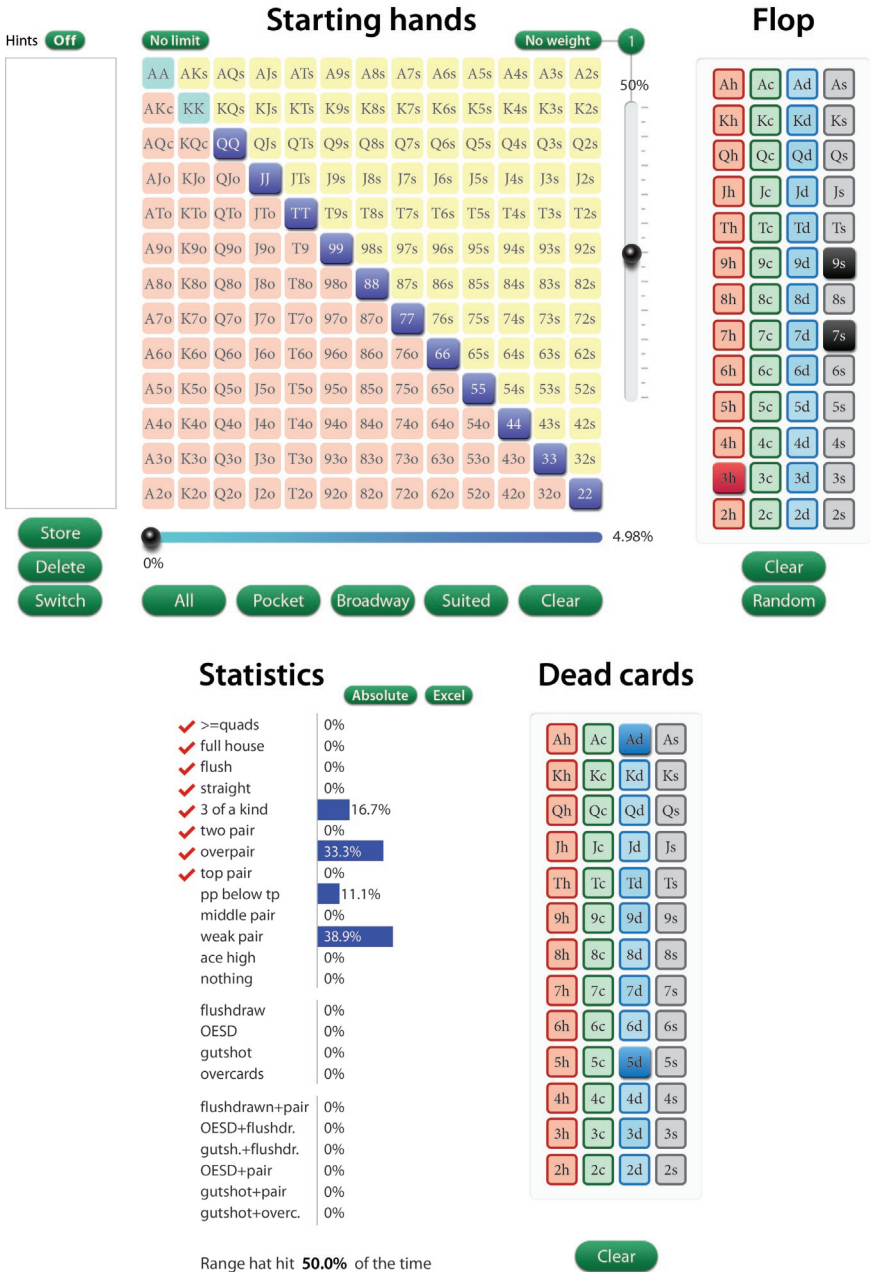 Starting hands
Flop
Hints Off
No limit
No weight 1
50%
AA AKs AQs AJs ATs A9s A8s A7s A6s A5s A4s A3s A2s
AKc KK KQs KJs KTs K9s K8s K7s K6s K5s K4s K3s K2s
AQc KQc QQ QJs QTs Q9s Q8s Q7s Q6s Q5s Q4s Q3s Q2s
AJo KJo QJo JJ JTs J9s J8s J7s J6s J5s J4s J3s J2s
ATo KTo QTo JTo TT T9s T8s T7s T6s T5s T4s T3s T2s
A9o K9o Q9o J9o T9 99 98s 97s 96s 95s 94s 93s 92s
A8o K8o Q8o J8o T8o 98o 88 87s 86s 85s 84s 83s 82s
A7o K7o Q7o J7o T7o 97o 87o 77 76s 75s 74s 73s 72s
A6o K6o Q6o J6o T6o 96o 86o 76o 66 65s 64s 63s 62s
A5o K5o Q5o J5o T5o 95o 85o 75o 65o 55 54s 53s 52s
A4o K4o Q4o J4o T4o 94o 84o 74o 64o 54o 44 43s 42s
A3o K3o Q3o J3o T3o 93o 83o 73o 63o 53o 43o 33 32s
A2o K2o Q2o J2o T2o 92o 82o 72o 62o 52o 42o 32o 22
4.98%
0%
Store
Delete
Switch
All Pocket Broadway Suited Clear
Ah Ac Ad As
Kh Kc Kd Ks
Qh Qc Qd Qs
Jh Jc Jd Js
Th Tc Td Ts
9h 9c 9d 9s
8h 8c 8d 8s
7h 7c 7d 7s
6h 6c 6d 6s
5h 5c 5d 5s
4h 4c 4d 4s
3h 3c 3d 3s
2h 2c 2d 2s
Clear
Random
Statistics
Absolute Excel
>=quads 0%
full house 0%
flush 0%
straight 0%
3 of a kind 16.7%
two pair 0%
overpair 33.3%
top pair 0%
pp below tp 11.1%
middle pair 0%
weak pair 38.9%
ace high 0%
nothing 0%
flushdraw 0%
OESD 0%
gutshot 0%
overcards 0%
flushdrawn+pair 0%
OESD+flushdr. 0%
gutsh.+flushdr. 0%
OESD+pair 0%
gutshot+pair 0%
gutshot+overc. 0%
Range hat hit 50.0% of the time
Dead cards
Ah Ac Ad As
Kh Kc Kd Ks
Qh Qc Qd Qs
Jh Jc Jd Js
Th Tc Td Ts
9h 9c 9d 9s
8h 8c 8d 8s
7h 7c 7d 7s
6h 6c 6d 6s
5h 5c 5d 5s
4h 4c 4d 4s
3h 3c 3d 3s
2h 2c 2d 2s
Clear